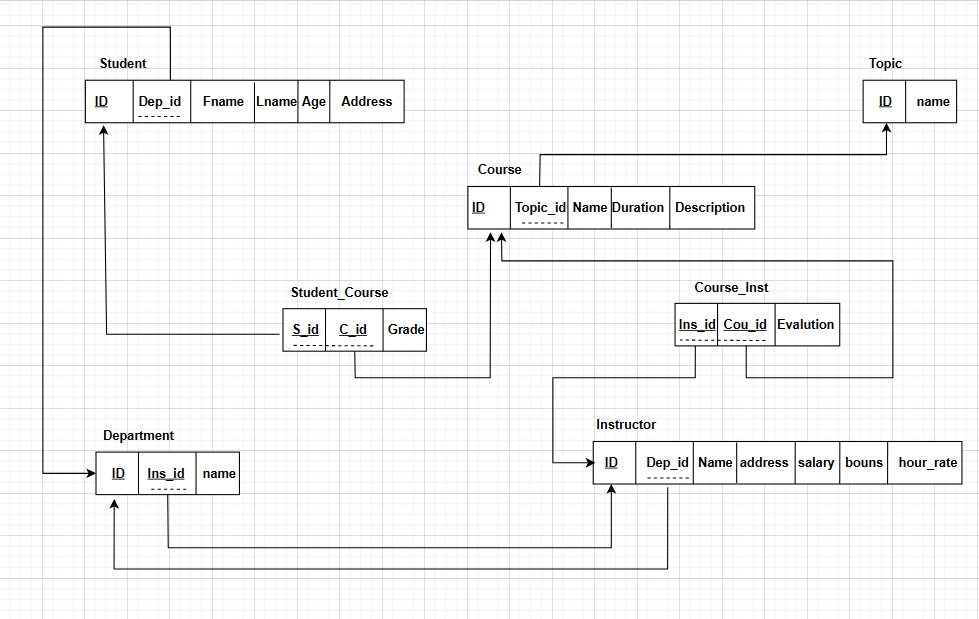 Student
ID Dep_id Fname Lname Age Address
Topic
ID name
Course
ID Topic_id Name Duration Description
Student_Course
S_id C_id Grade
Course_Inst
Ins_id Cou_id Evalution
Department
ID Ins_id name
Instructor
ID Dep_id Name address salary bouns hour_rate